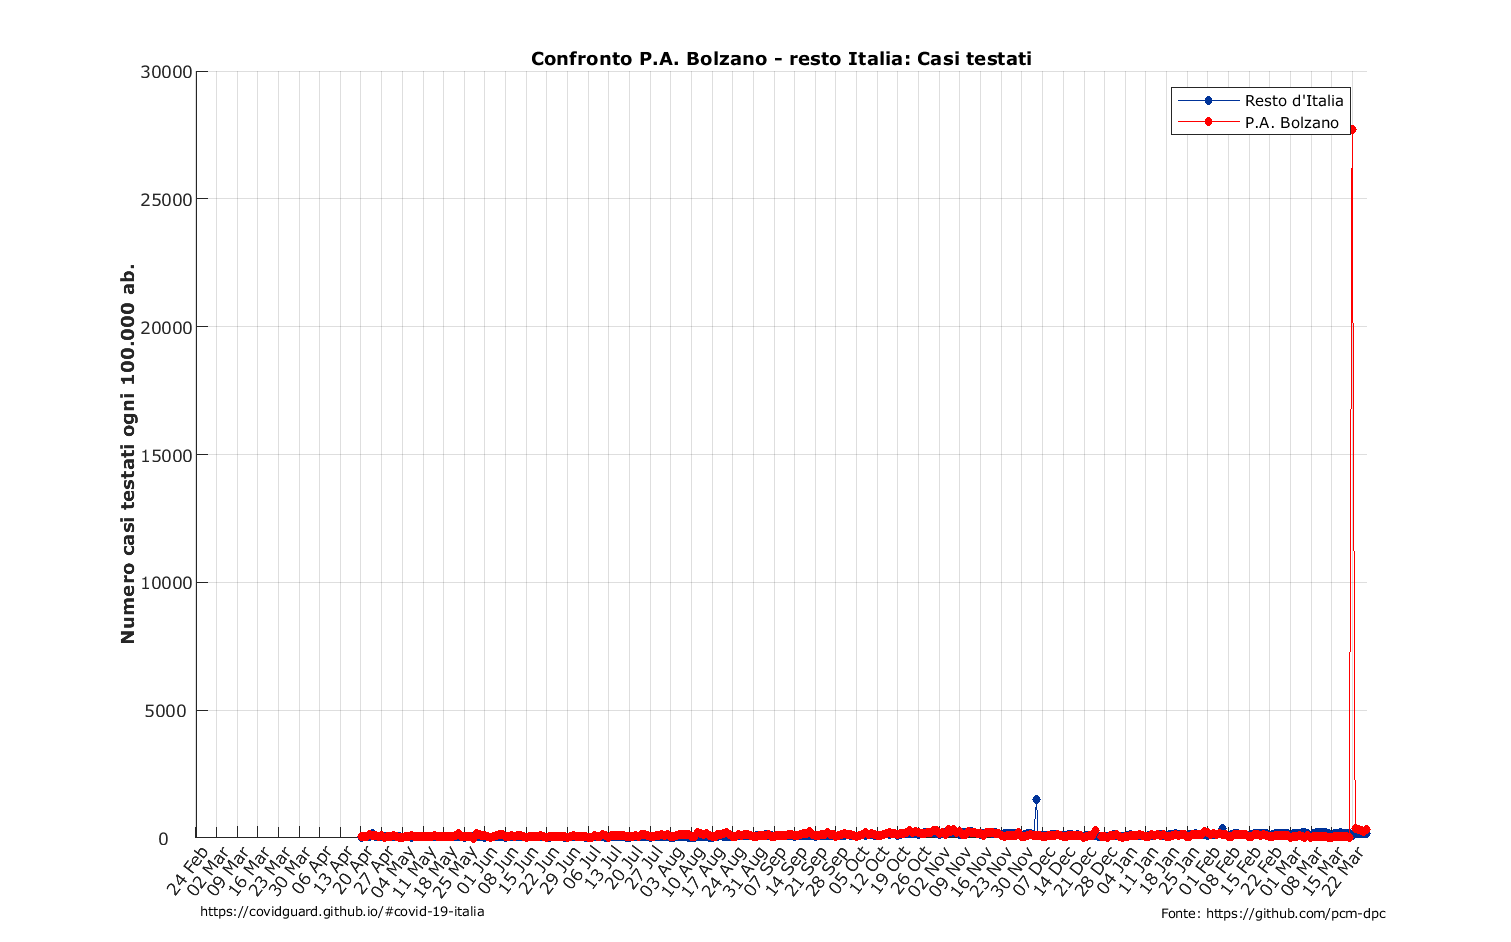 Confronto P.A. Bolzano - resto Italia: Casi testati
Resto d'Italia
P.A. Bolzano
Numero casi testati ogni 100.000 ab.
30000
25000
20000
15000
10000
5000
0
24 Feb
02 Mar
09 Mar
16 Mar
23 Mar
30 Mar
06 Apr
13 Apr
20 Apr
27 Apr
04 May
11 May
18 May
25 May
01 Jun
08 Jun
15 Jun
22 Jun
29 Jun
06 Jul
13 Jul
20 Jul
27 Jul
03 Aug
10 Aug
17 Aug
24 Aug
31 Aug
07 Sep
14 Sep
21 Sep
28 Sep
05 Oct
12 Oct
19 Oct
26 Oct
02 Nov
09 Nov
16 Nov
23 Nov
30 Nov
07 Dec
14 Dec
21 Dec
28 Dec
04 Jan
11 Jan
18 Jan
25 Jan
01 Feb
08 Feb
15 Feb
22 Feb
01 Mar
08 Mar
15 Mar
22 Mar
https://covidguard.github.io/#covid-19-italia
Fonte: https://github.com/pcm-dpc